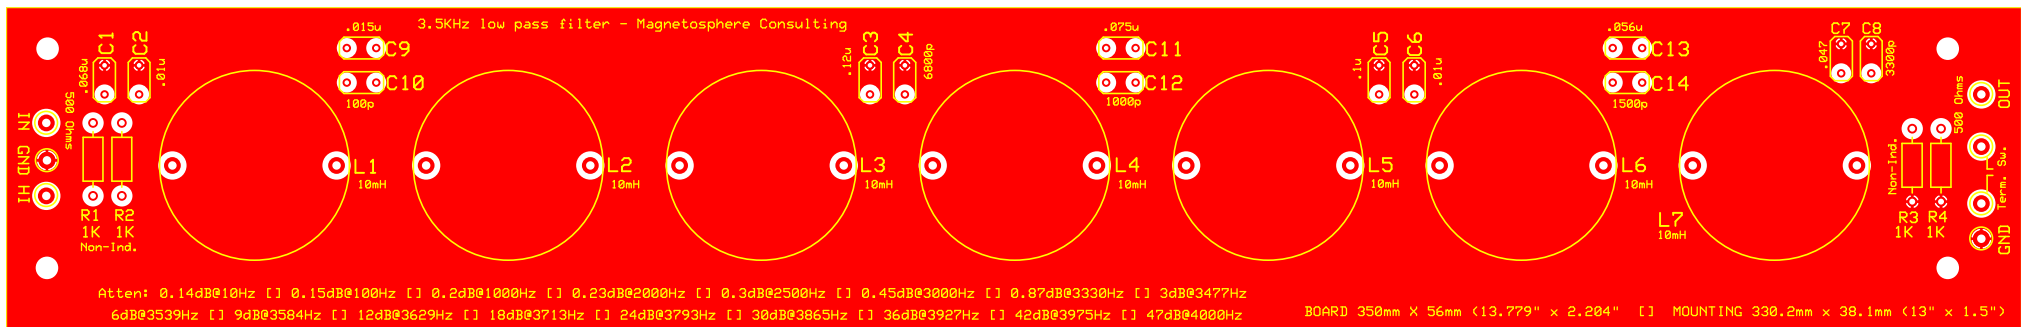 3.5KHz low pass filter - Magnetosphere Consulting
.015u
C9
C10
100p
.075u
C11
C12
1000p
.056u
C13
C14
1500p
C1
C2
.068u
.01u
C3
C4
.12u
6800p
C5
C6
.1u
.01u
C7 C8
.047
3300p
500 Ohms
IN
GND
HI
R1 R2
1K 1K
Non-Ind.
L1
10mH
L2
10mH
L3
10mH
L4
10mH
L5
10mH
L6
10mH
L7
10mH
500 Ohms
OUT
Non-Ind.
Term. Sw.
R3 R4
1K 1K
GND
Atten: 0.14dB@10Hz [] 0.15dB@100Hz [] 0.2dB@1000Hz [] 0.23dB@2000Hz [] 0.3dB@2500Hz [] 0.45dB@3000Hz [] 0.87dB@3330Hz [] 3dB@3477Hz
6dB@3539Hz [] 9dB@3584Hz [] 12dB@3629Hz [] 18dB@3713Hz [] 24dB@3793Hz [] 30dB@3865Hz [] 36dB@3927Hz [] 42dB@3975Hz [] 47dB@4000Hz
BOARD 350mm X 56mm (13.779" x 2.204" [] MOUNTING 330.2mm x 38.1mm (13" x 1.5")